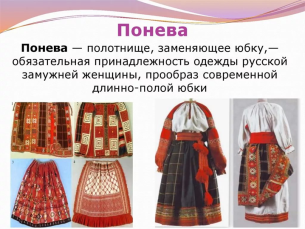 Понева
Понева — полотнище, заменяющее юбку,—
обязательная принадлежность одежды русской
замужней женщины, прообраз современной
длинно-полой юбки